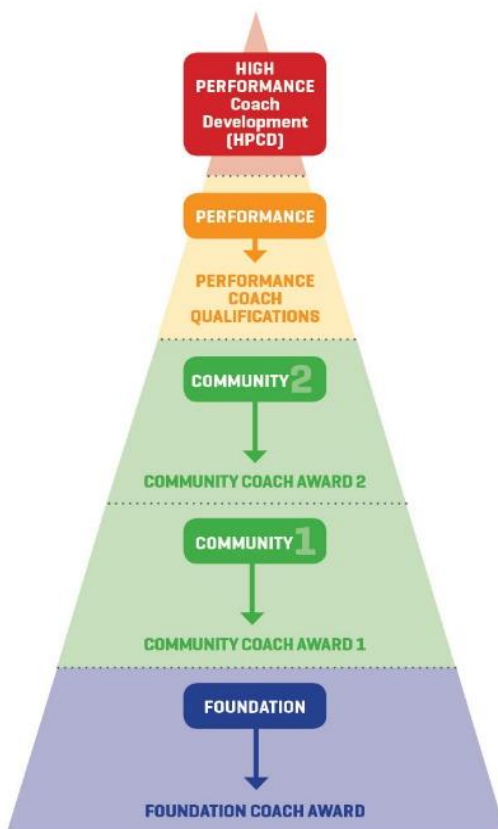 HIGH
PERFORMANCE
Coach
Development
(HPCD)
PERFORMANCE
PERFORMANCE
COACH
QUALIFICATIONS
COMMUNITY 2
COMMUNITY COACH AWARD 2
COMMUNITY 1
COMMUNITY COACH AWARD 1
FOUNDATION
FOUNDATION COACH AWARD